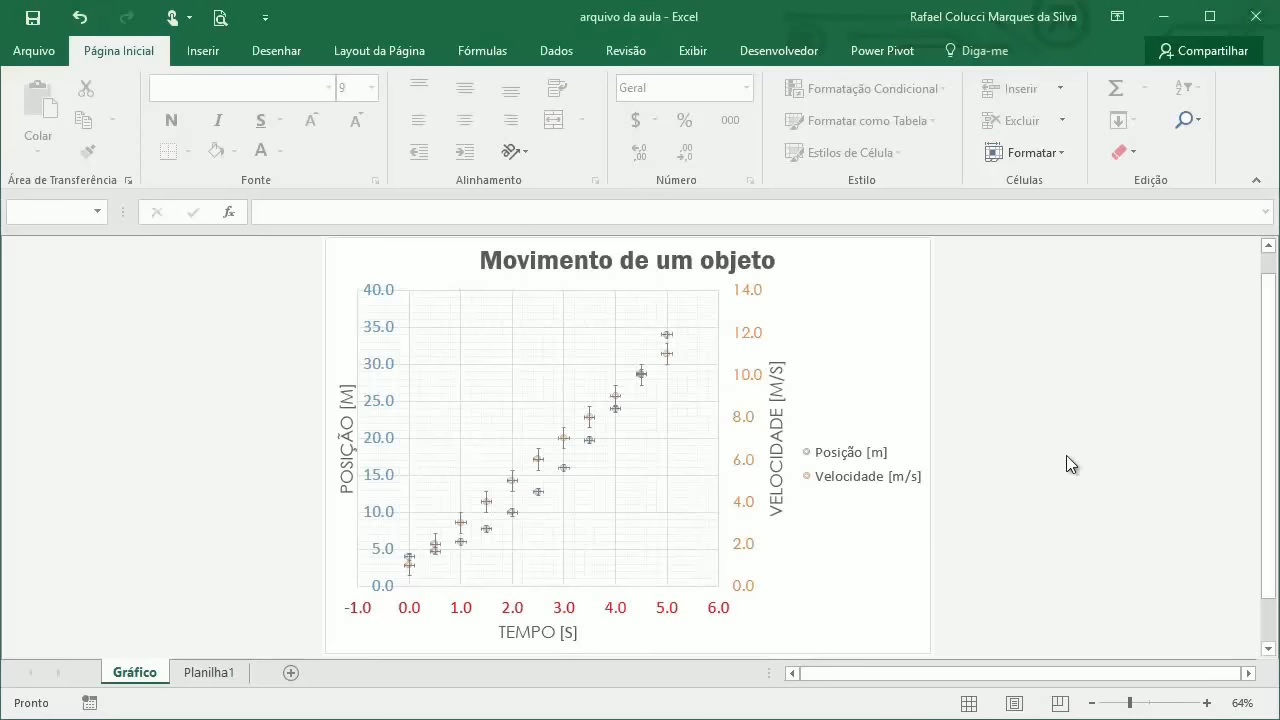 arquivo da aula - Excel
Rafael Colucci Marques da Silva
Arquivo
Página Inicial
Inserir
Desenhar
Layout da Página
Fórmulas
Dados
Revisão
Exibir
Desenvolvedor
Power Pivot
Diga-me
Compartilhar
Colar
Área de Transferência
9
N I S A A
A
Fonte
Alinhamento
Geral
$ % 000
Número
Formatação Condicional
Formatar como Tabela
Estilos de Célula
Estilo
Inserir
Excluir
Formatar
Células
Edição
fx
Movimento de um objeto
40.0
35.0
30.0
25.0
20.0
15.0
10.0
5.0
0.0
POSIÇÃO [M]
14.0
12.0
10.0
8.0
6.0
4.0
2.0
0.0
VELOCIDADE [M/S]
Posição [m]
Velocidade [m/s]
-1.0 0.0 1.0 2.0 3.0 4.0 5.0 6.0
TEMPO [S]
Gráfico
Planilha1
Pronto
64%